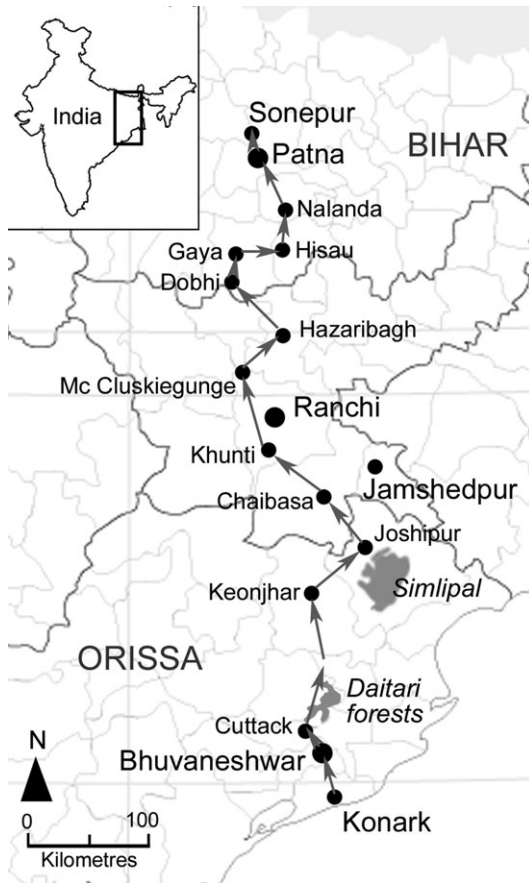 India
Sonepur
Patna
BIHAR
Nalanda
Gaya
Hisau
Dobhi
Hazaribagh
Mc Cluskiegunge
Ranchi
Khunti
Jamshedpur
Chaibasa
Joshipur
Keonjhar
Simlipal
ORISSA
Daitari
forests
Cuttack
N
Bhuvaneshwar
0 100
Konark
Kilometres